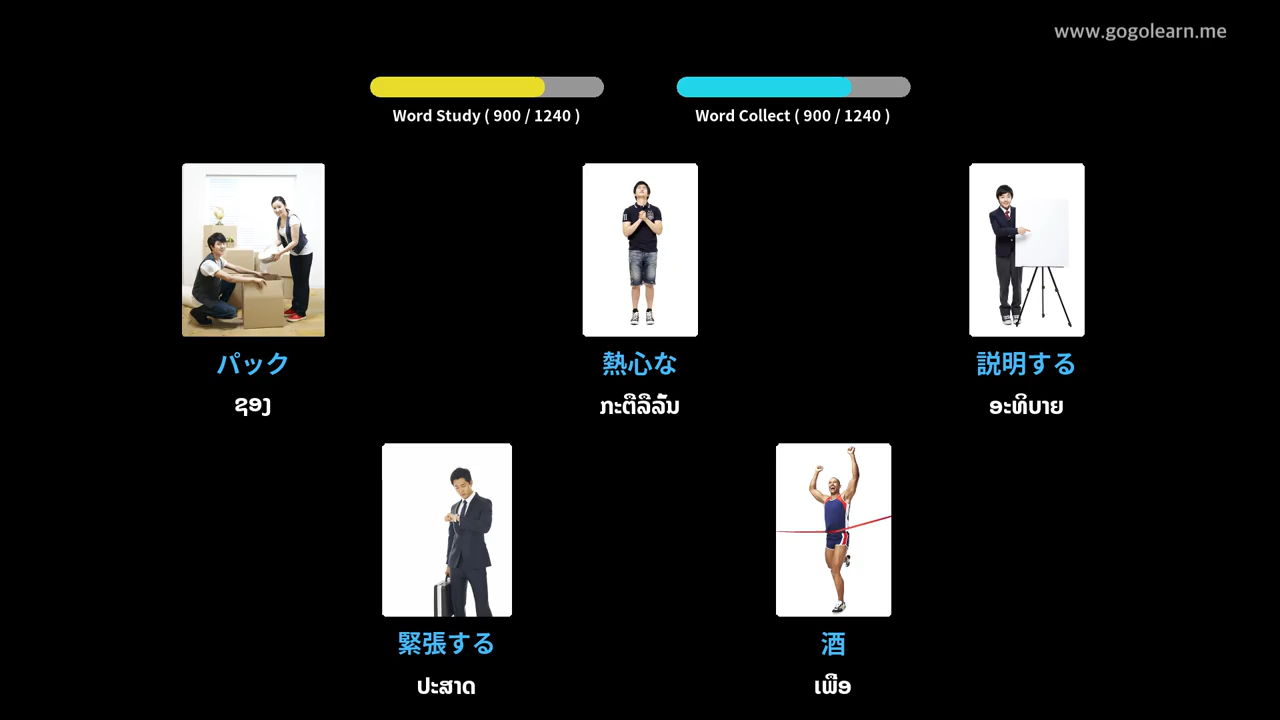 www.gogolearn.me
Word Study ( 900 / 1240 )
Word Collect ( 900 / 1240 )
パック
熱心な
説明する
ຊອງ
ກະຕືລືລັ້ນ
ອະທິບາຍ
緊張する
酒
ປະສາດ
ເພື່ອ